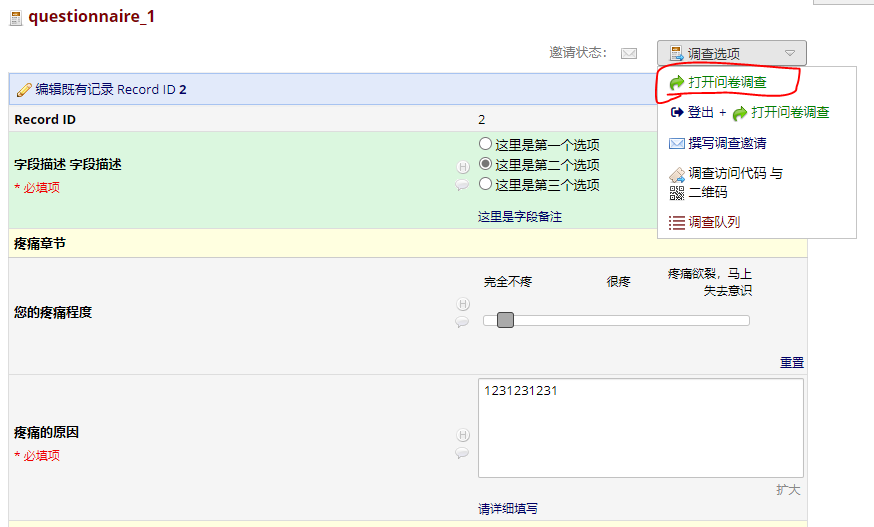 questionnaire_1
邀请状态：
调查选项
打开问卷调查
登出 + 打开问卷调查
撰写调查邀请
调查访问代码 与
二维码
调查队列
编辑既有记录 Record ID 2
Record ID
2
字段描述 字段描述
* 必填项
H
这里是第一个选项
这里是第二个选项
这里是第三个选项
这里是字段备注
疼痛章节
您的疼痛程度
H
完全不疼
很疼
疼痛欲裂，马上
失去意识
重置
疼痛的原因
* 必填项
H
1231231231
扩大
请详细填写